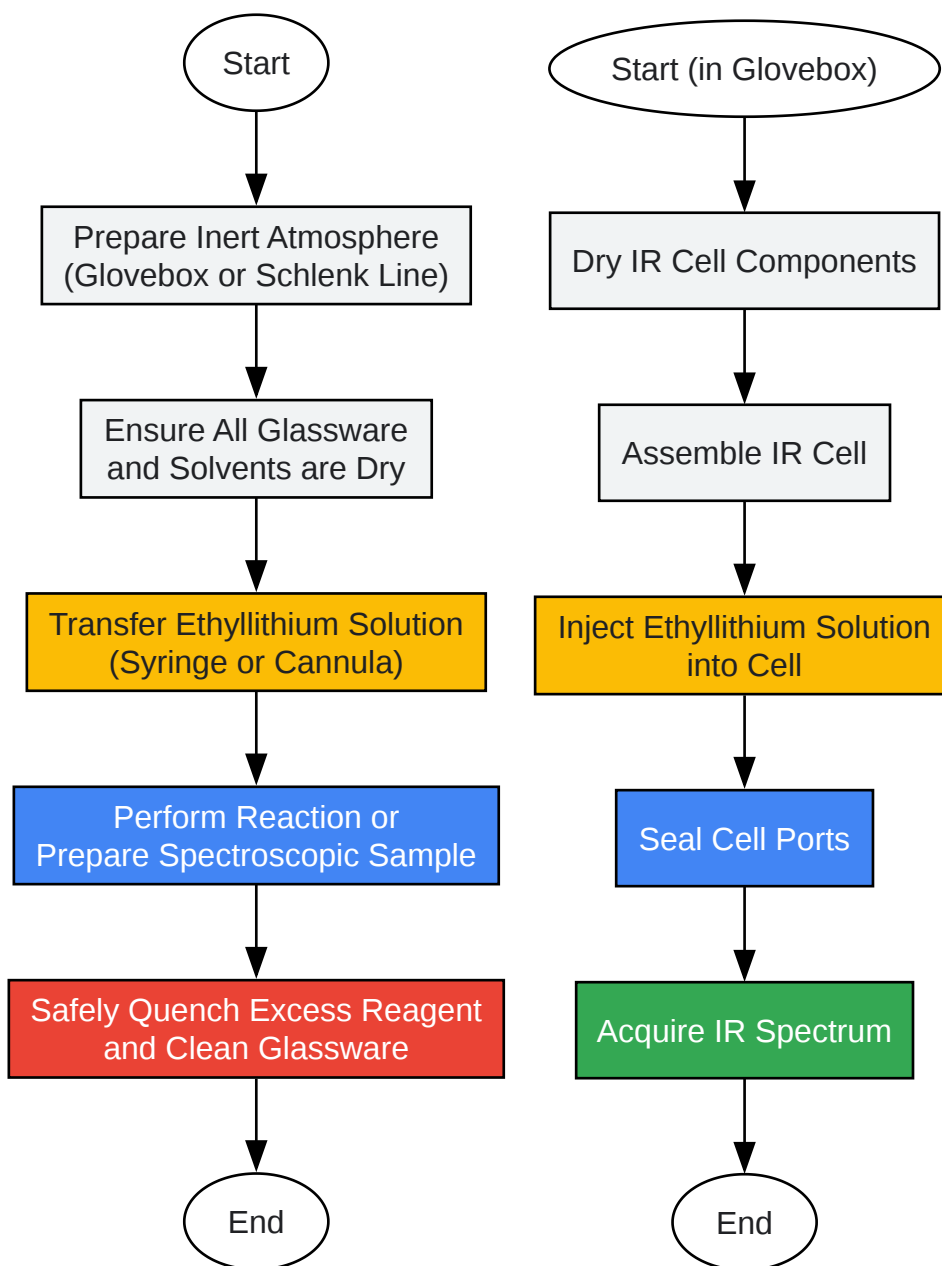 Start
Prepare Inert Atmosphere
(Glovebox or Schlenk Line)
Ensure All Glassware
and Solvents are Dry
Transfer Ethyllithium Solution
(Syringe or Cannula)
Perform Reaction or
Prepare Spectroscopic Sample
Safely Quench Excess Reagent
and Clean Glassware
End
Start (in Glovebox)
Dry IR Cell Components
Assemble IR Cell
Inject Ethyllithium Solution
into Cell
Seal Cell Ports
Acquire IR Spectrum
End